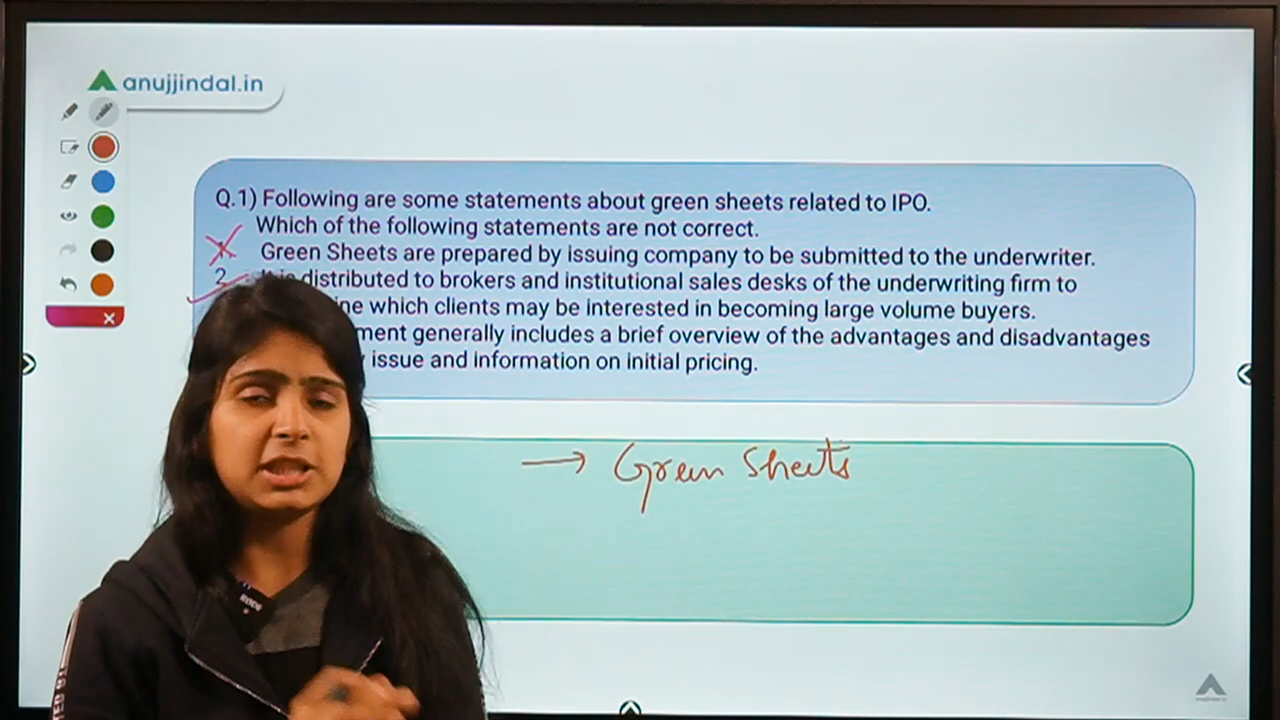 anujjindal.in
Q.1) Following are some statements about green sheets related to IPO.
Which of the following statements are not correct.
Green Sheets are prepared by issuing company to be submitted to the underwriter.
2. distributed to brokers and institutional sales desks of the underwriting firm to
which clients may be interested in becoming large volume buyers.
generally includes a brief overview of the advantages and disadvantages
issue and information on initial pricing.
→ Green Sheets